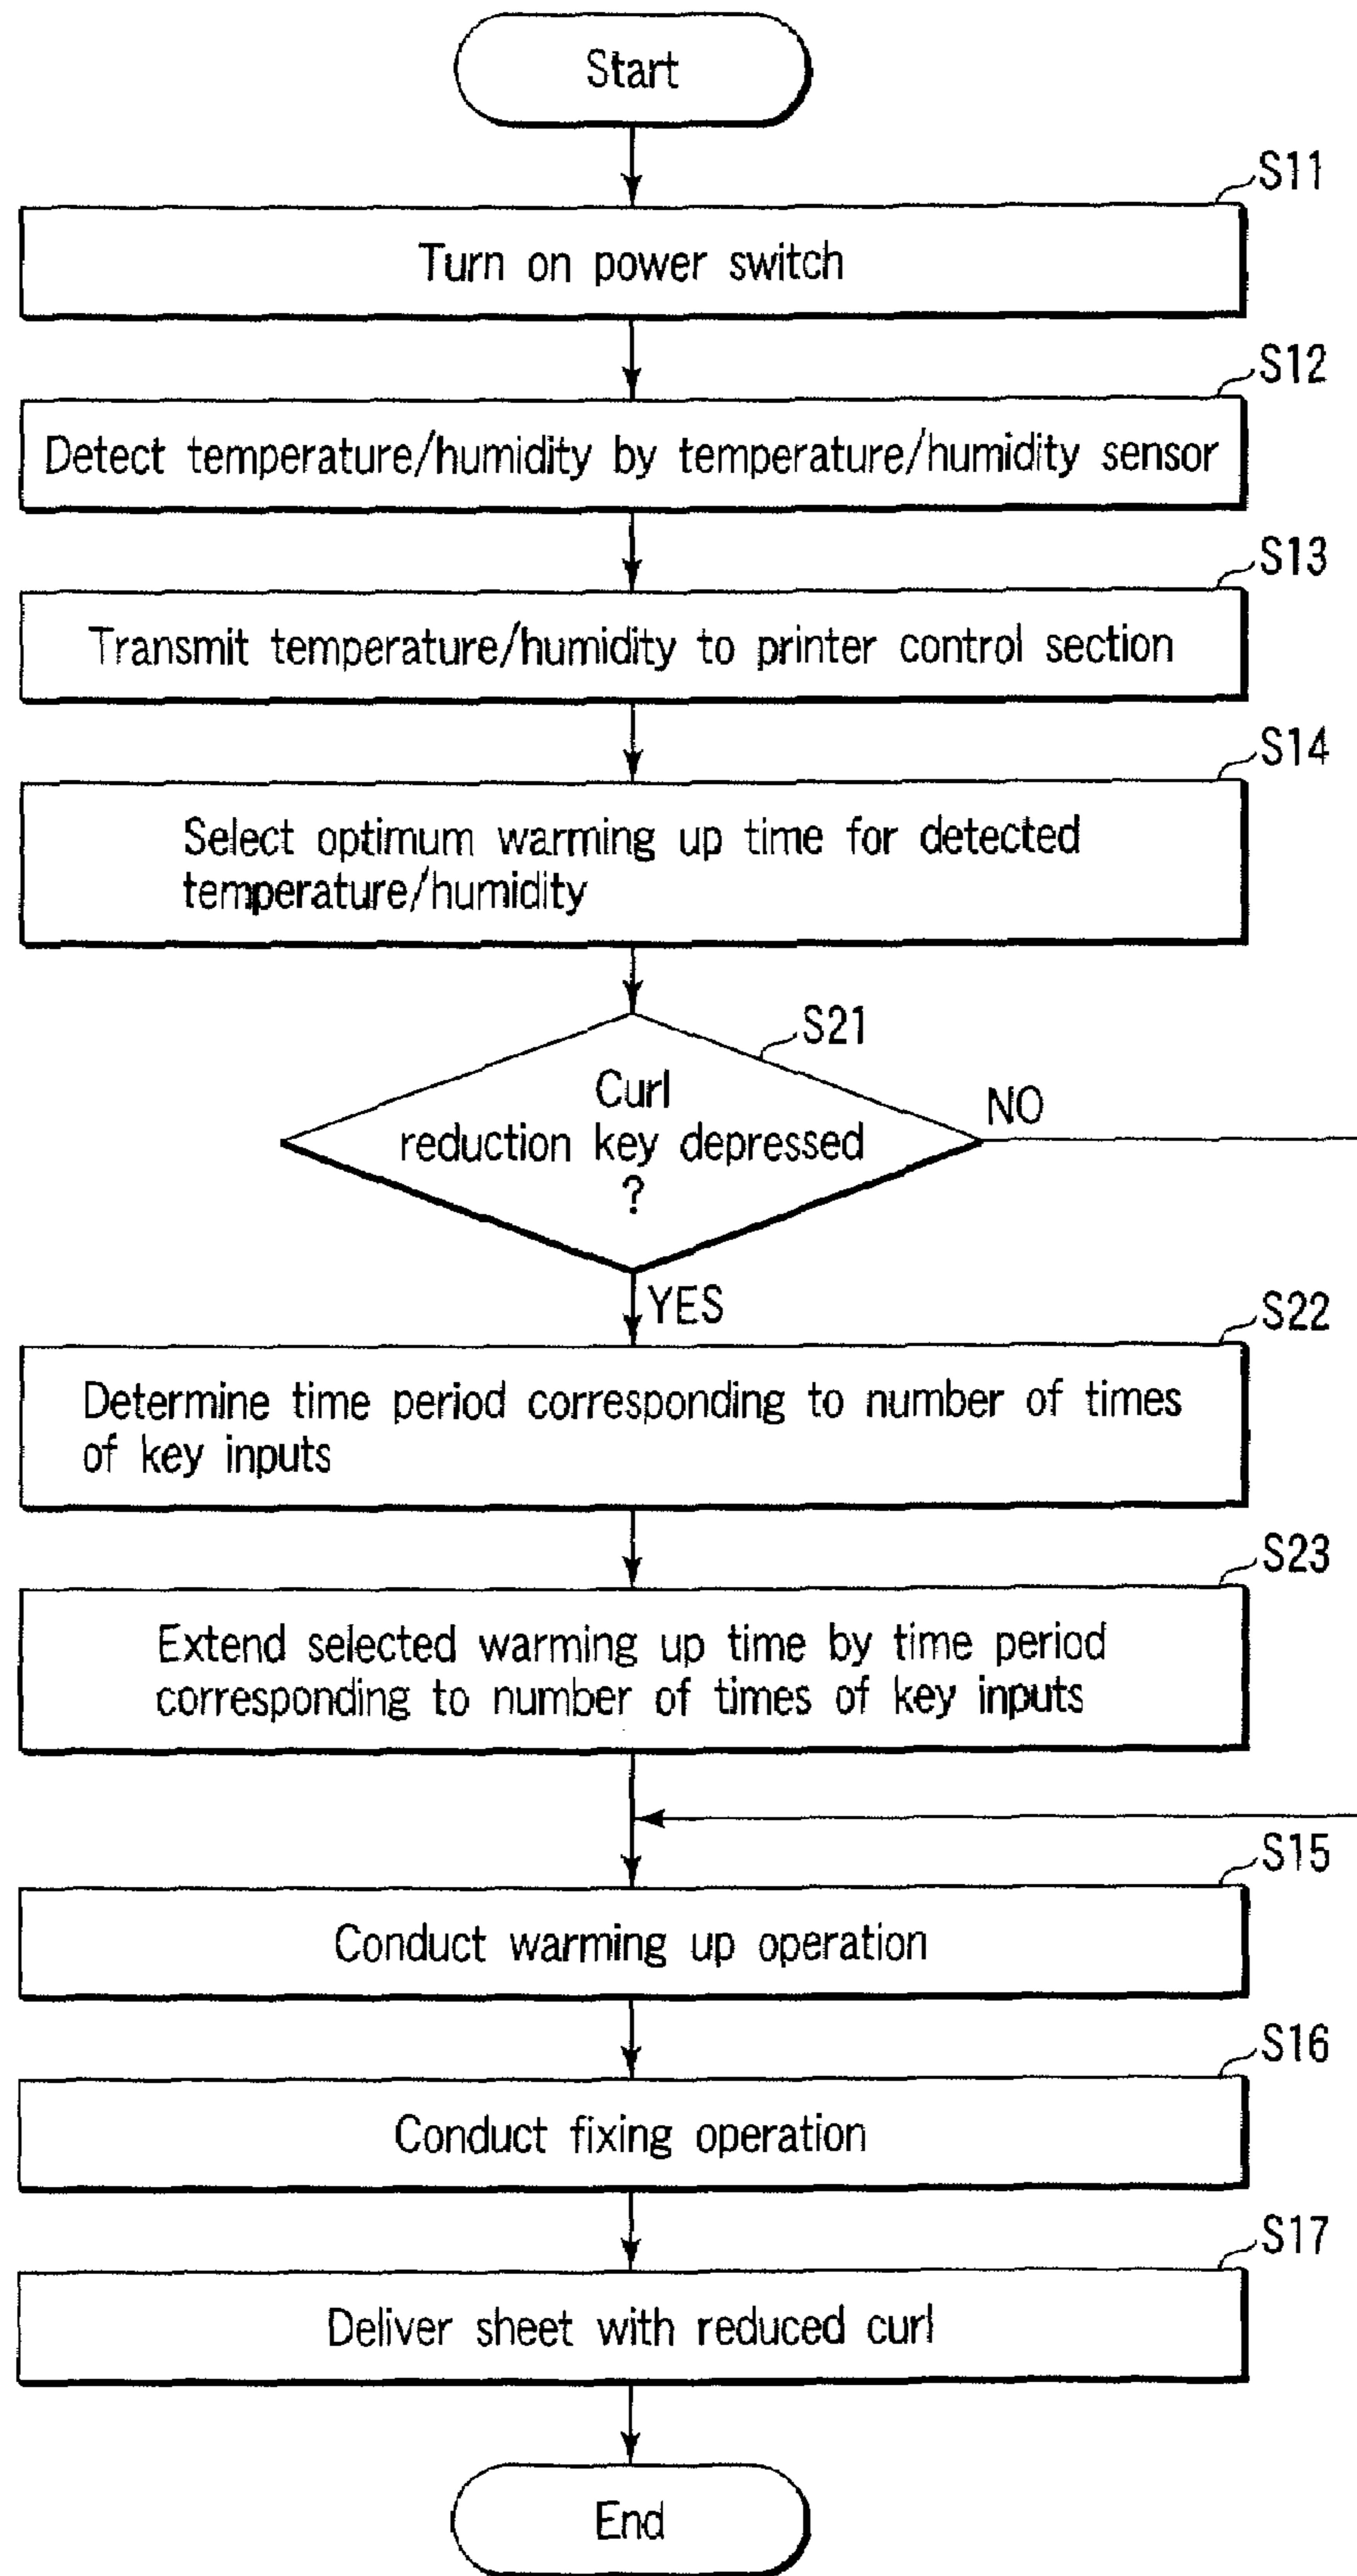 Start
S11
Turn on power switch
S12
Detect temperature/humidity by temperature/humidity sensor
S13
Transmit temperature/humidity to printer control section
S14
Select optimum warming up time for detected
temperature/humidity
S21
Curl
reduction key depressed
?
NO
YES
S22
Determine time period corresponding to number of times
of key inputs
S23
Extend selected warming up time by time period
corresponding to number of times of key inputs
S15
Conduct warming up operation
S16
Conduct fixing operation
S17
Deliver sheet with reduced curl
End